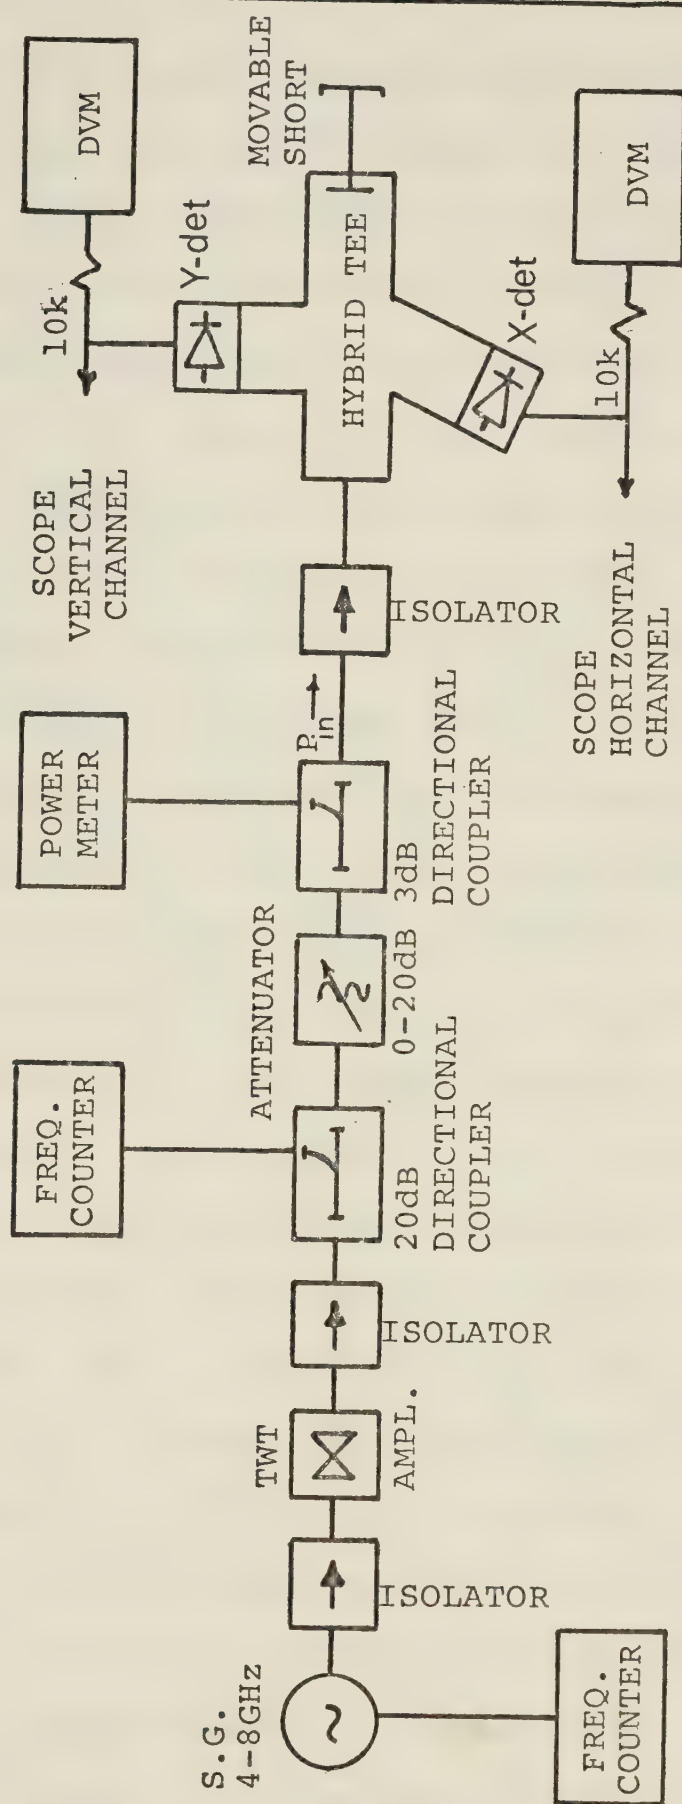 S.G.
4-8GHz
FREQ.
COUNTER
ISOLATOR
TWT
AMPL.
ISOLATOR
FREQ.
COUNTER
20dB
DIRECTIONAL
COUPLER
ATTENUATOR
0-20dB
POWER
METER
3dB
DIRECTIONAL
COUPLER
Pin
ISOLATOR
SCOPE
VERTICAL
CHANNEL
10k
DVM
Y-det
HYBRID TEE
MOVABLE
SHORT
X-det
SCOPE
HORIZONTAL
CHANNEL
10k
DVM